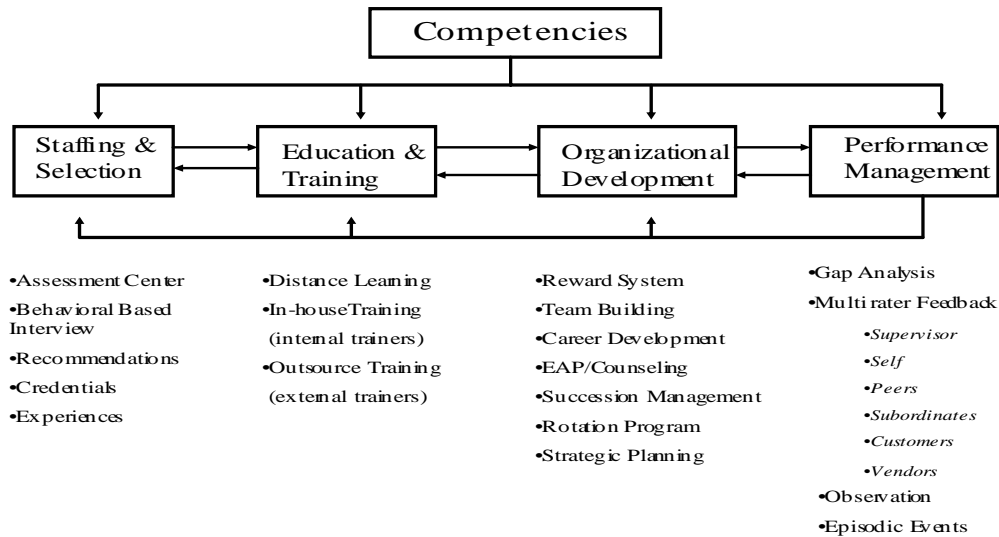 Competencies
Staffing &
Selection
Education &
Training
Organizational
Development
Performance
Management
•Assessment Center
•Behavioral Based
Interview
•Recommendations
•Credentials
•Experiences
•Distance Learning
•In-house Training
(internal trainers)
•Outsource Training
(external trainers)
•Reward System
•Team Building
•Career Development
•EAP/Counseling
•Succession Management
•Rotation Program
•Strategic Planning
•Gap Analysis
•Multirater Feedback
•Supervisor
•Self
•Peers
•Subordinates
•Customers
•Vendors
•Observation
•Episodic Events